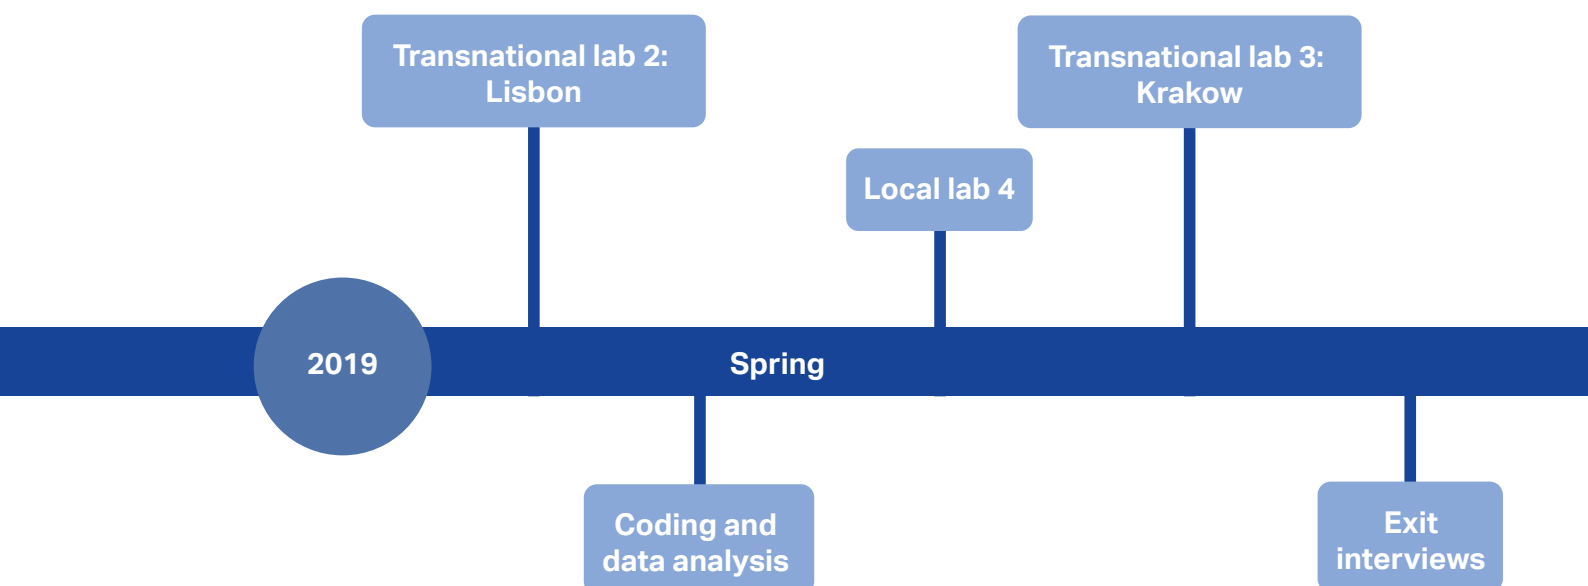 Transnational lab 2:
Lisbon
Transnational lab 3:
Krakow
Local lab 4
2019
Spring
Coding and
data analysis
Exit
interviews